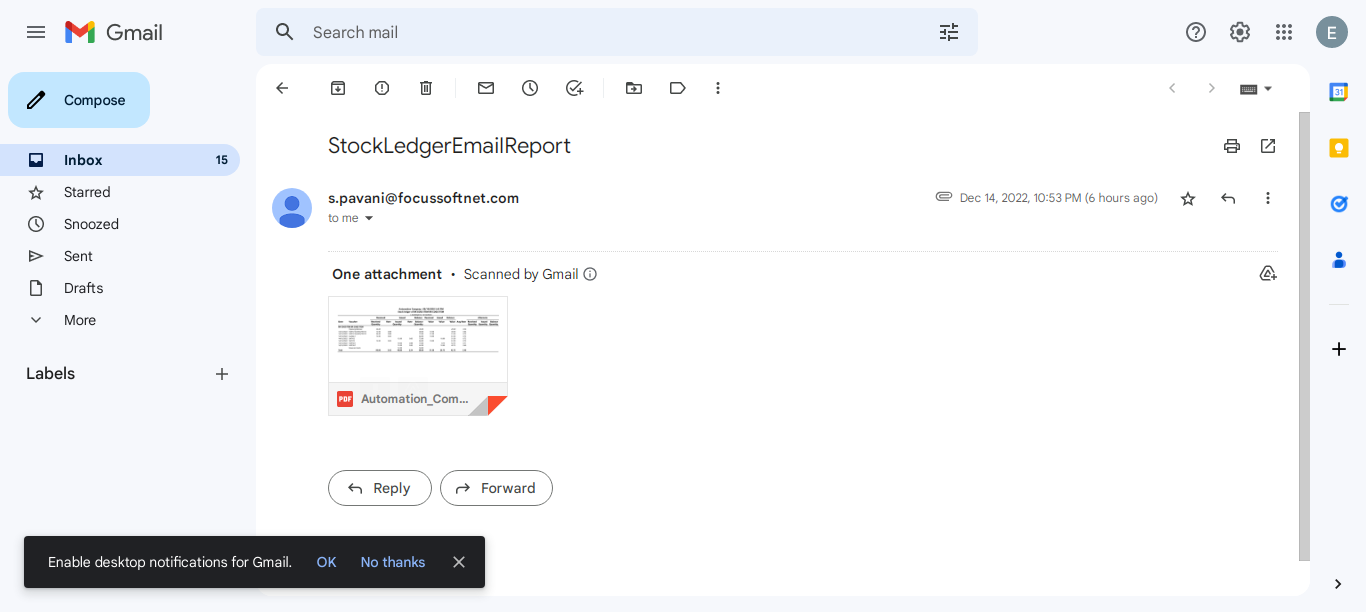 Gmail
Search mail
E
Compose
Inbox 15
Starred
Snoozed
Sent
Drafts
More
Labels
StockLedgerEmailReport
s.pavani@focussoftnet.com
Dec 14, 2022, 10:53 PM (6 hours ago)
to me
One attachment • Scanned by Gmail
PDF Automation_Com...
Reply
Forward
Enable desktop notifications for Gmail. OK No thanks
31